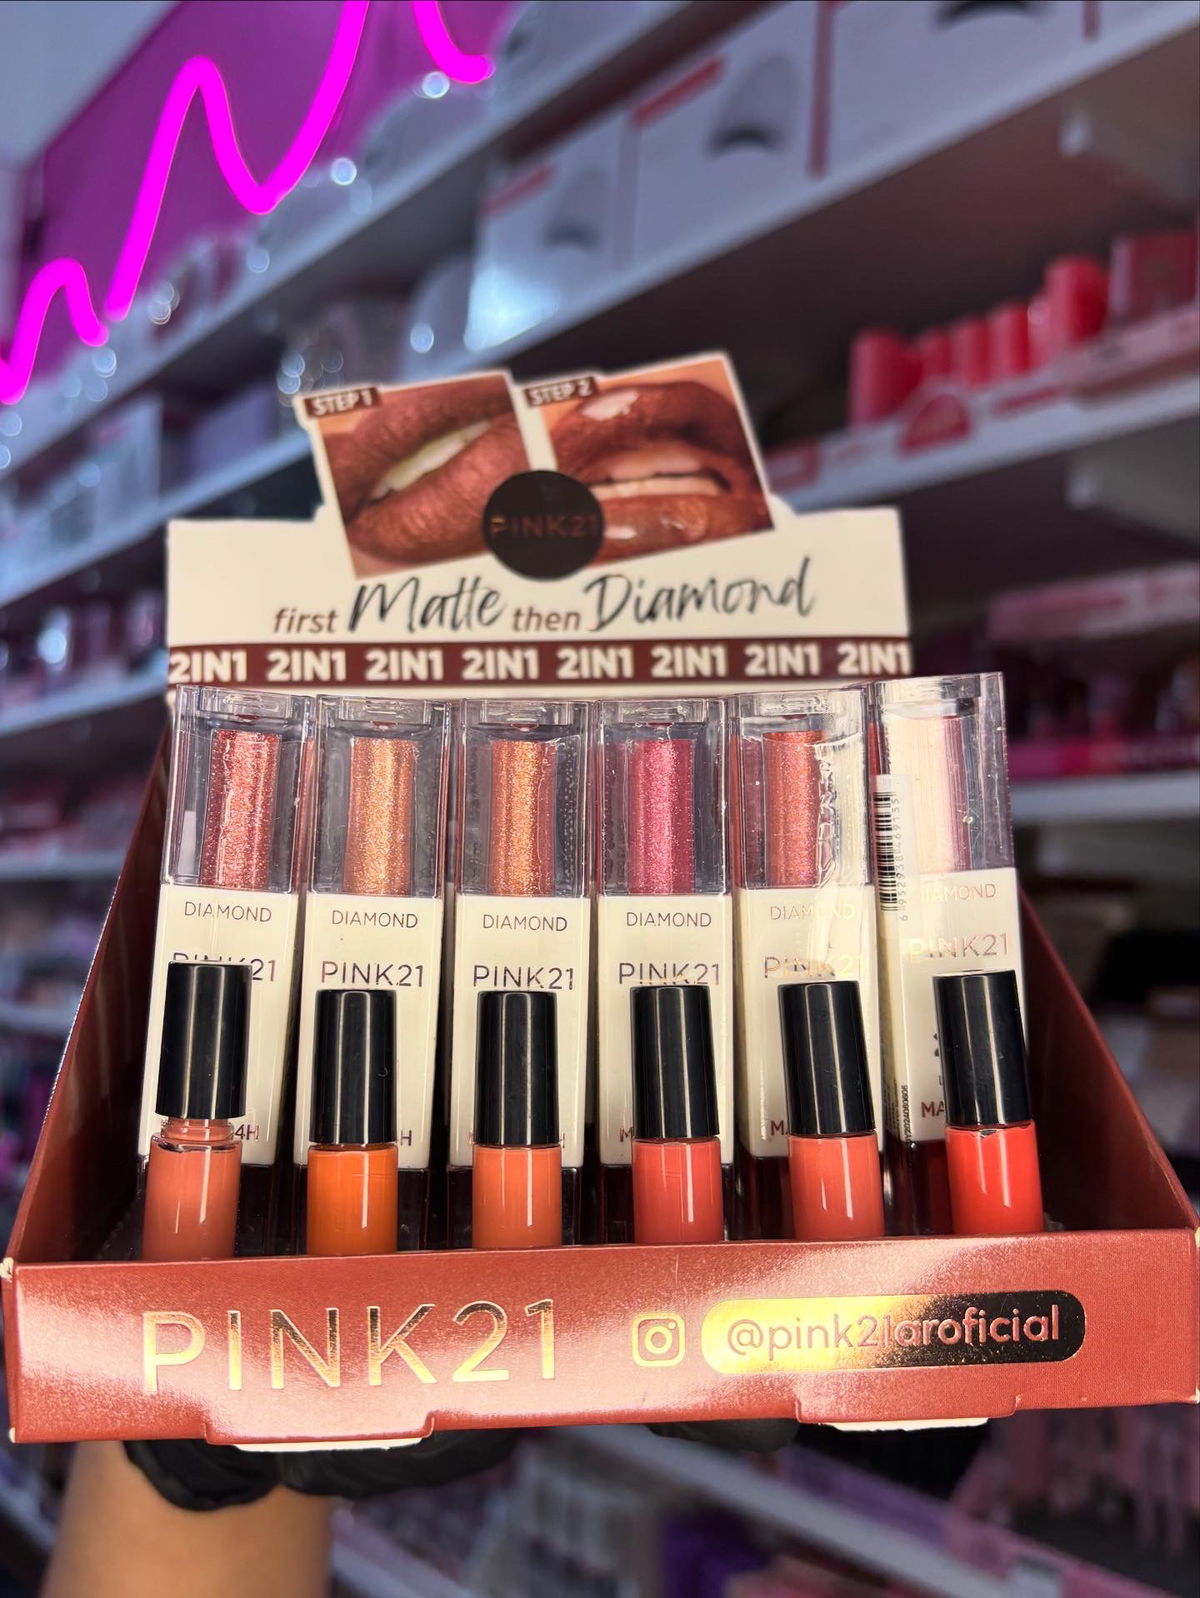 STEP 1
STEP 2
PINK21
first Matte then Diamond
2IN1 2IN1 2IN1 2IN1 2IN1 2IN1 2IN1 2IN1
DIAMOND DIAMOND DIAMOND DIAMOND DIAMOND DIAMOND
PINK21 PINK21 PINK21 PINK21 PINK21 PINK21
PINK21 @pink21aroficial